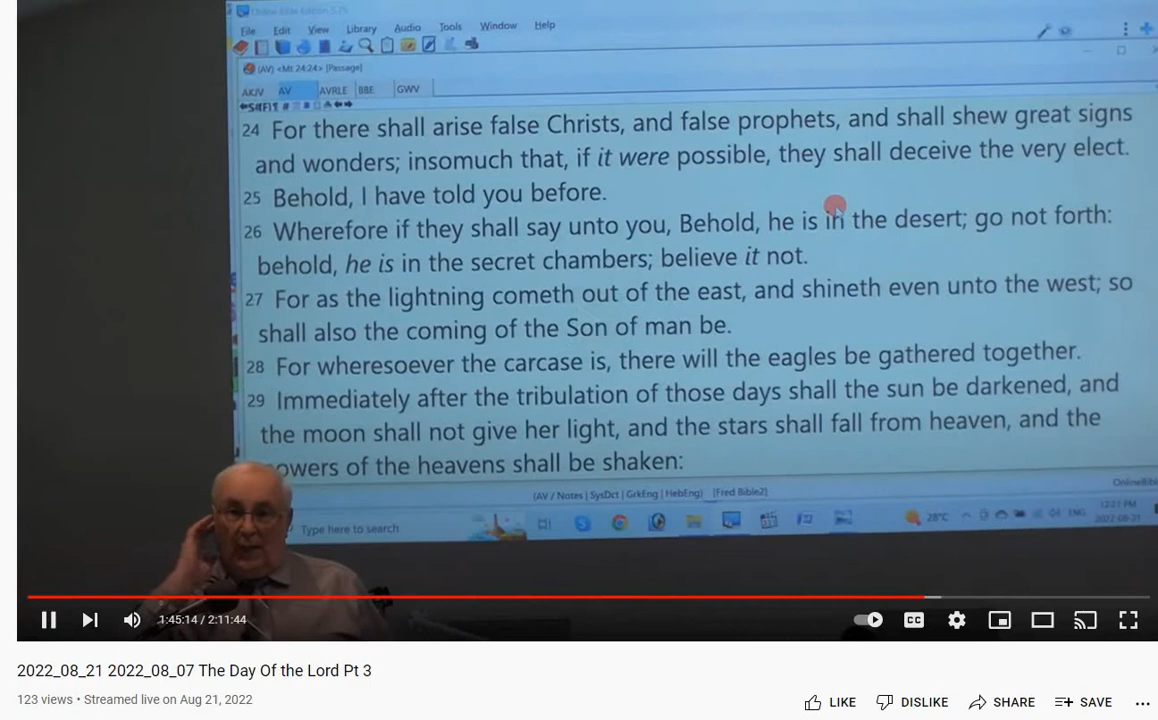 File Edit View Library Audio Tools Window Help
(AV) <Mt 24:24> [Passage]
AKJV AV AVRLE BBE GWV
24 For there shall arise false Christs, and false prophets, and shall shew great signs
and wonders; insomuch that, if it were possible, they shall deceive the very elect.
25 Behold, I have told you before.
26 Wherefore if they shall say unto you, Behold, he is in the desert; go not forth:
behold, he is in the secret chambers; believe it not.
27 For as the lightning cometh out of the east, and shineth even unto the west; so
shall also the coming of the Son of man be.
28 For wheresoever the carcase is, there will the eagles be gathered together.
29 Immediately after the tribulation of those days shall the sun be darkened, and
the moon shall not give her light, and the stars shall fall from heaven, and the
owers of the heavens shall be shaken:
(AV / Notes | SysDct | GrkEng | HebEng) [Fred Bible2]
Type here to search
28°C ENG
1:45:14 / 2:11:44
CC
2022_08_21 2022_08_07 The Day Of the Lord Pt 3
123 views • Streamed live on Aug 21, 2022
LIKE DISLIKE SHARE SAVE